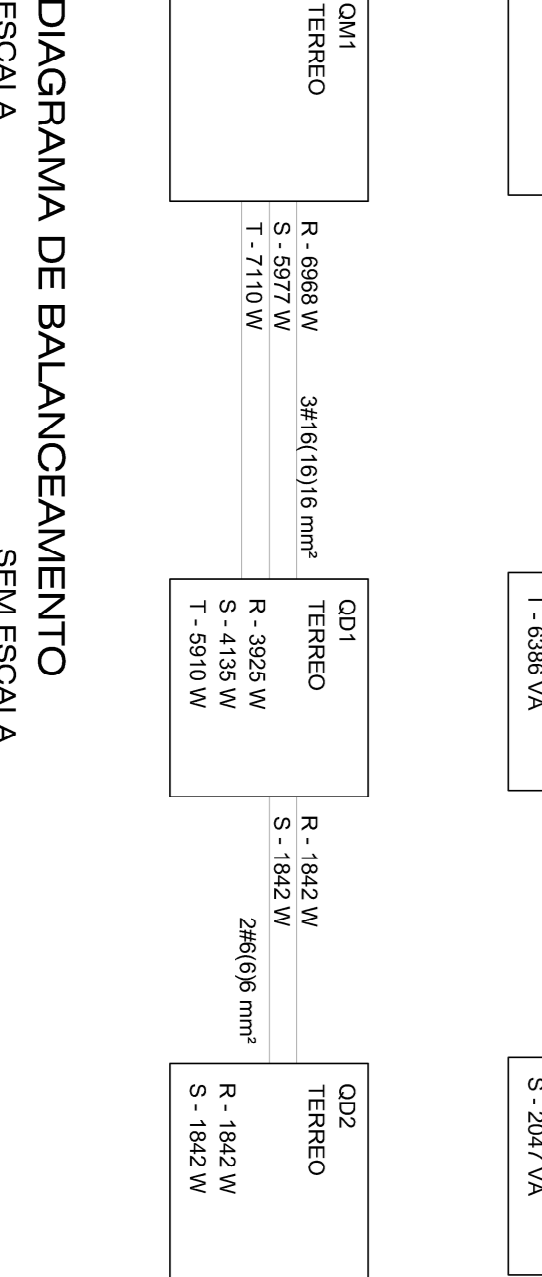 T - 6386 VA
S - 2047 VA
QM1
TERREO
R - 6968 W
S - 5977 W
T - 7110 W
3#16(16)16 mm²
QD1
TERREO
R - 3925 W
S - 4135 W
T - 5910 W
R - 1842 W
S - 1842 W
2#6(6)6 mm²
QD2
TERREO
R - 1842 W
S - 1842 W
DIAGRAMA DE BALANCEAMENTO
ESCALA
SEM ESCALA